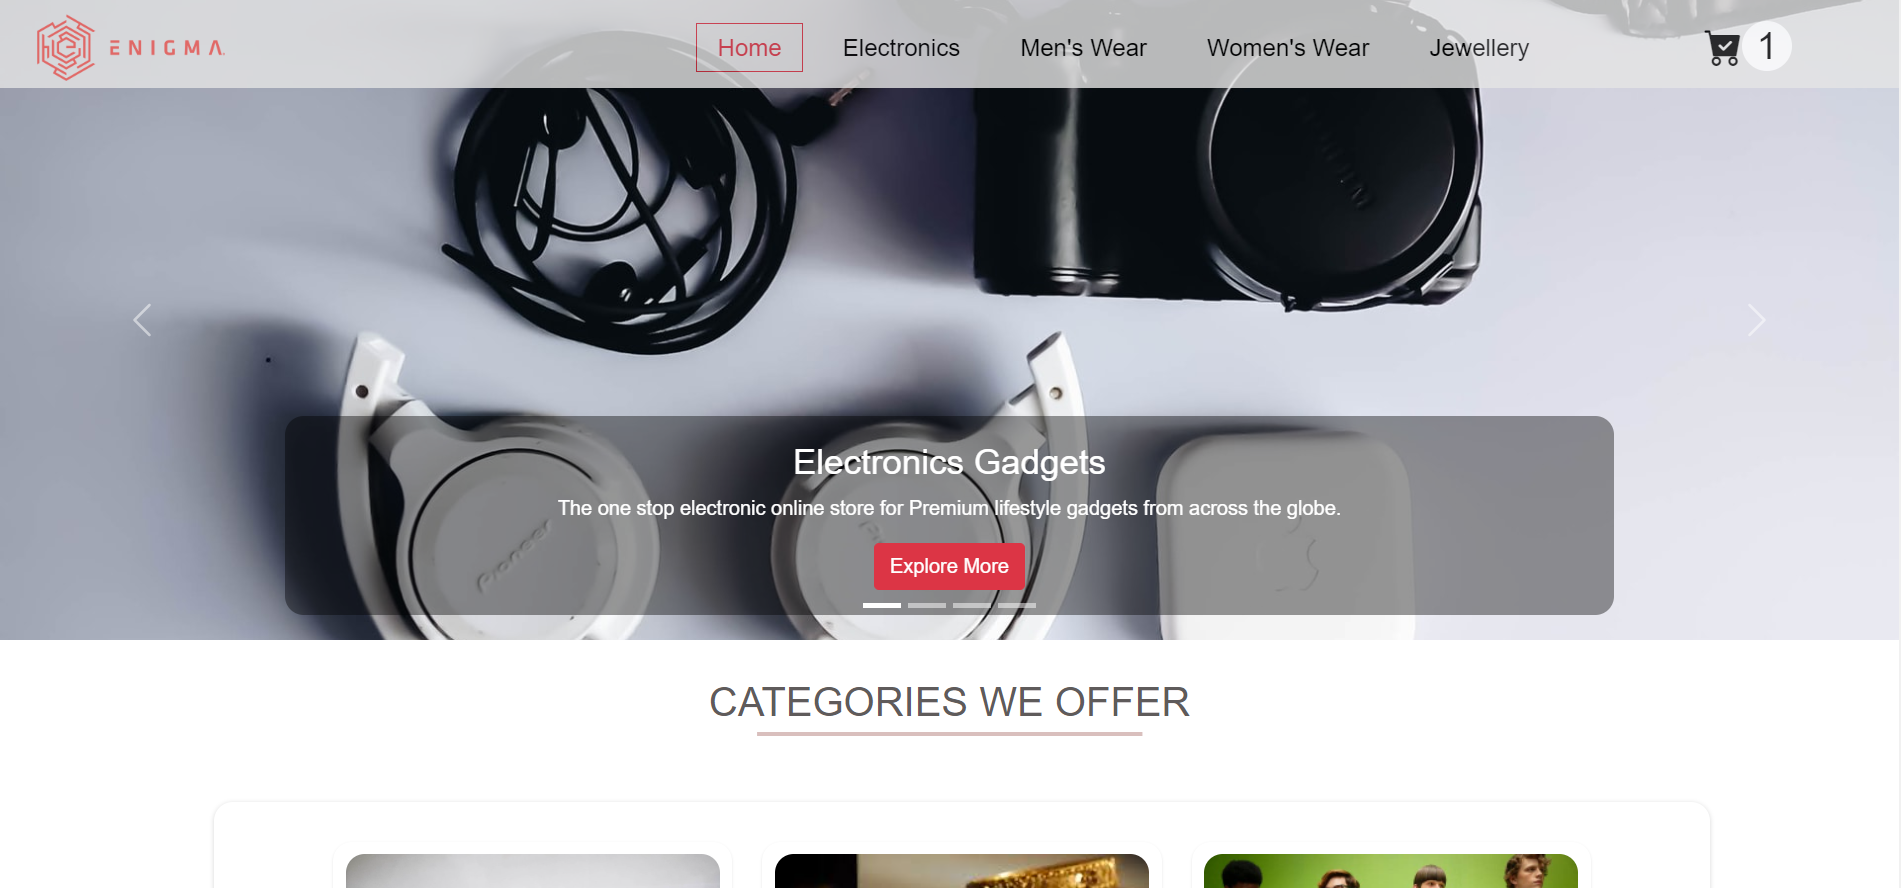 ENIGMA.
Home
Electronics
Men's Wear
Women's Wear
Jewellery
1
Pioneer
Electronics Gadgets
The one stop electronic online store for Premium lifestyle gadgets from across the globe.
Explore More
CATEGORIES WE OFFER